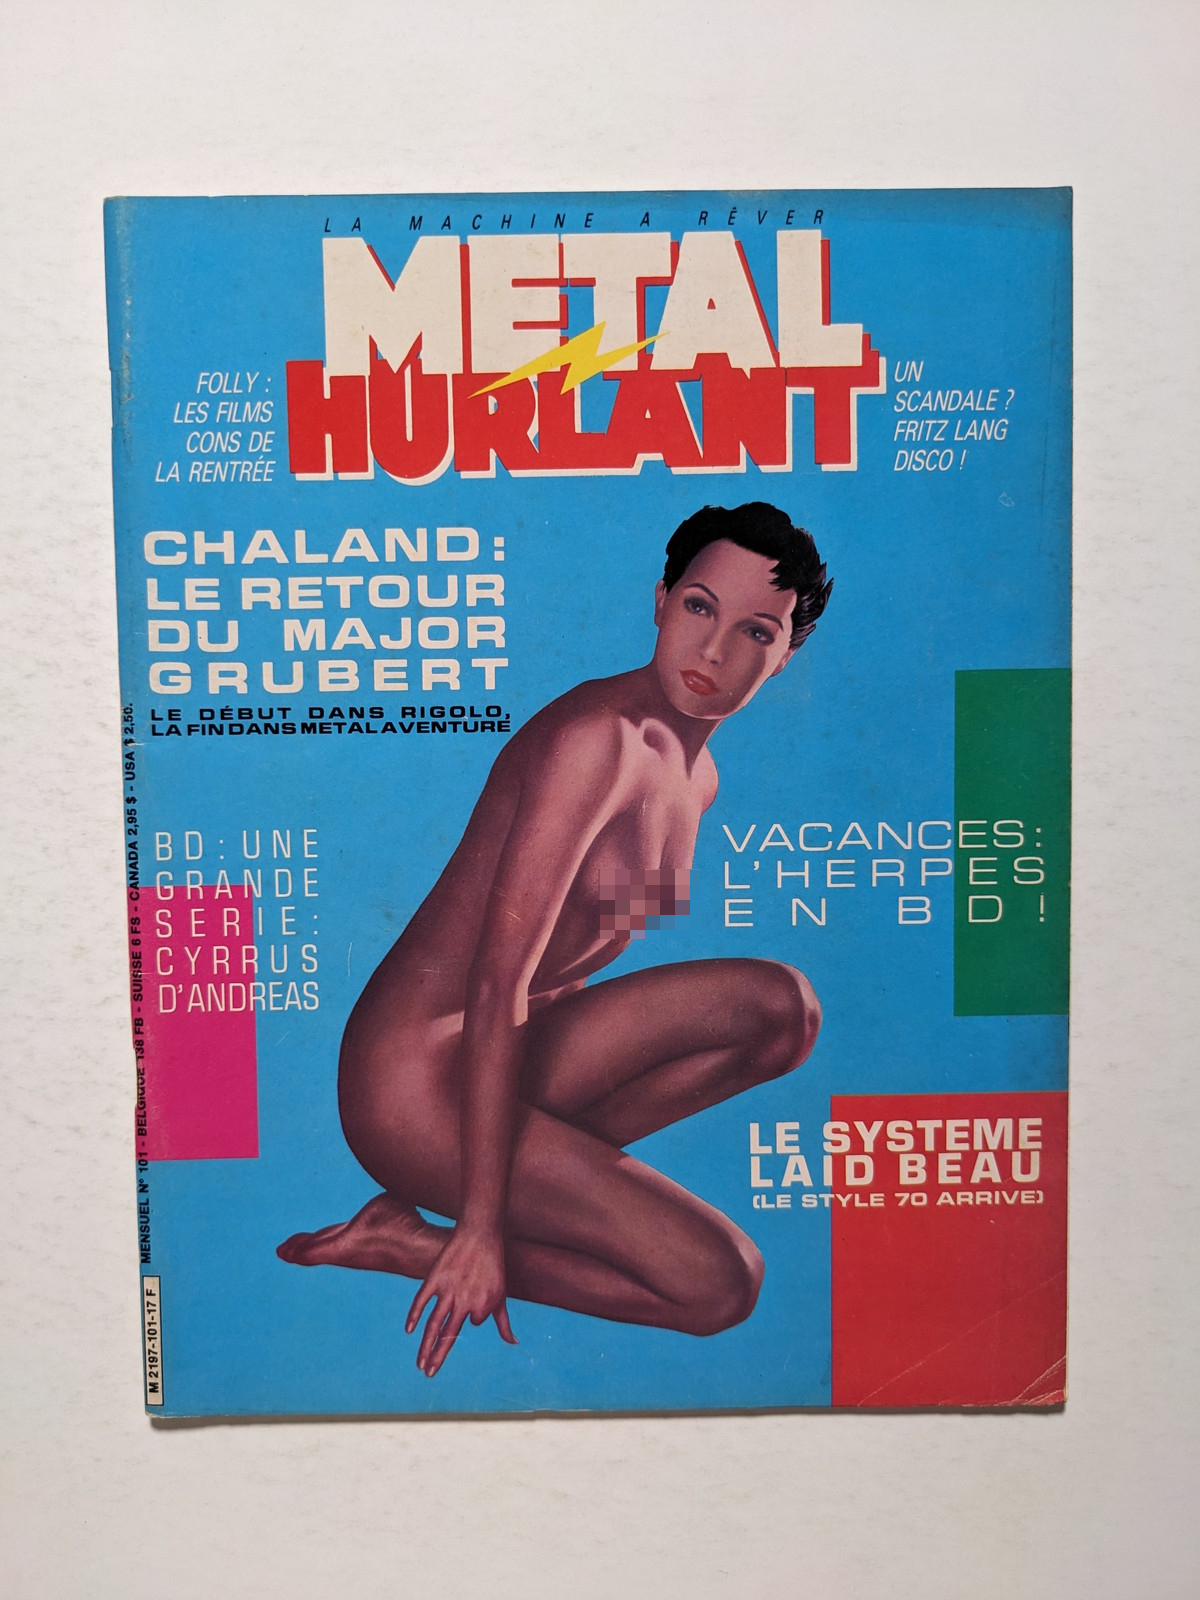 LA MACHINE A RÊVER
METAL
HURLANT
FOLLY :
LES FILMS
CONS DE
LA RENTRÉE
UN
SCANDALE ?
FRITZ LANG
DISCO !
CHALAND :
LE RETOUR
DU MAJOR
GRUBERT
LE DÉBUT DANS RIGOLO,
LA FIN DANS METAL AVENTURE
BD : UNE
GRANDE
SERIE :
CYRRUS
D'ANDREAS
VACANCES :
L'HERPES
EN BD !
LE SYSTEME
LAID BEAU
(LE STYLE 70 ARRIVE)
MENSUEL N° 101 - BELGIQUE 138 FB - SUISSE 6 FS - CANADA 2,95 $ - USA $ 2,50.
M 2197-101-17 F